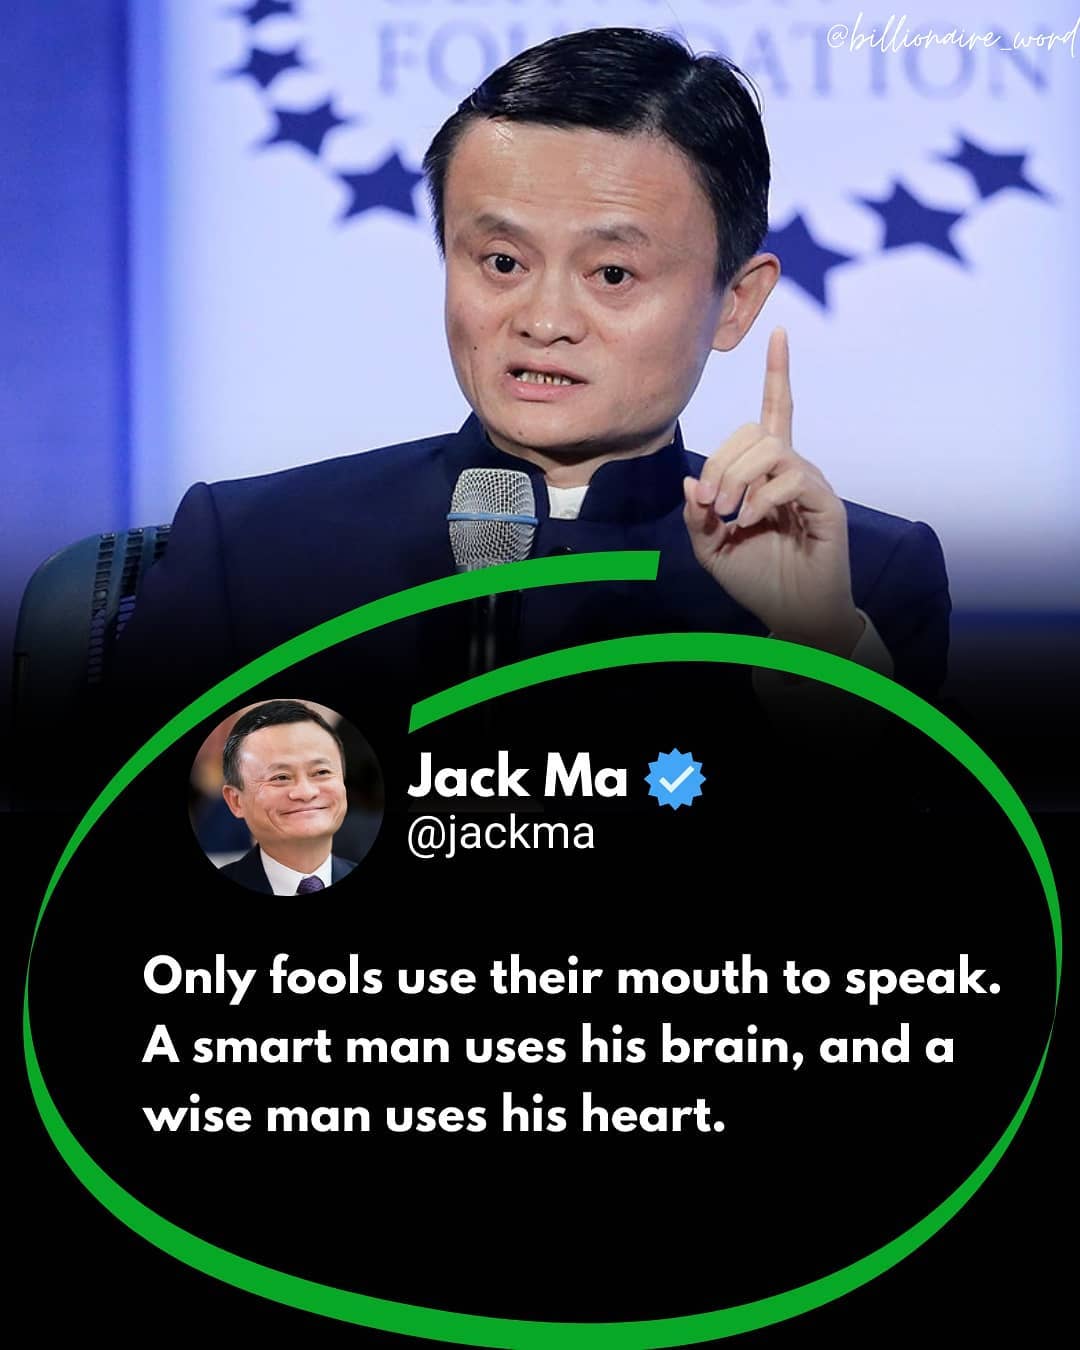 @billionaire_word
FOUNDATION
Jack Ma
@jackma
Only fools use their mouth to speak.
A smart man uses his brain, and a
wise man uses his heart.